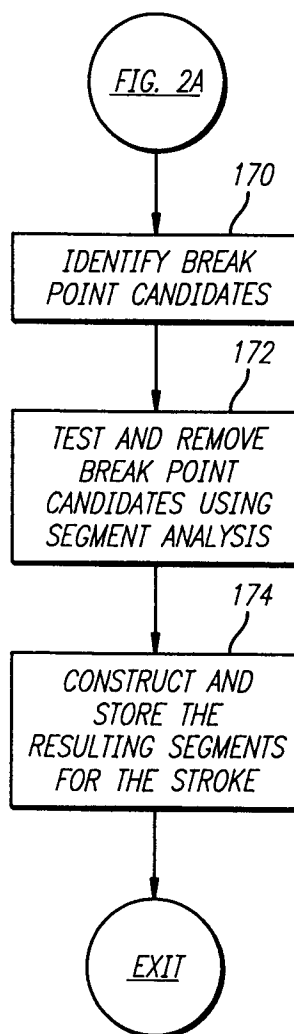 FIG. 2A
170
IDENTIFY BREAK
POINT CANDIDATES
172
TEST AND REMOVE
BREAK POINT
CANDIDATES USING
SEGMENT ANALYSIS
174
CONSTRUCT AND
STORE THE
RESULTING SEGMENTS
FOR THE STROKE
EXIT